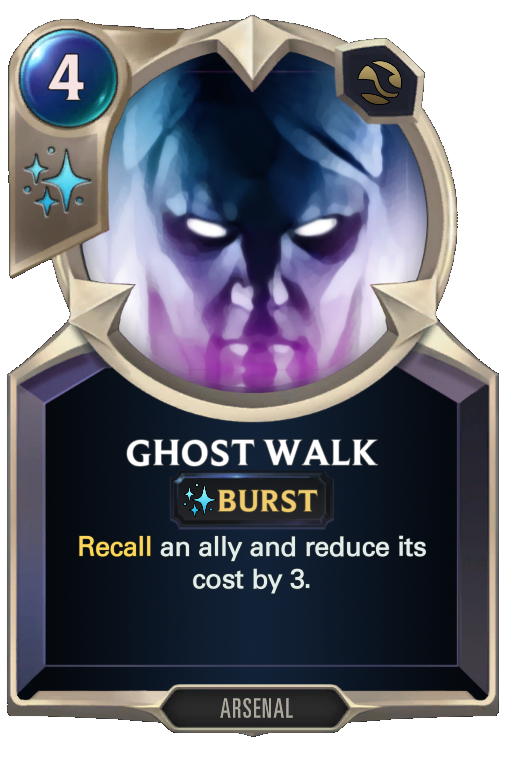 4
GHOST WALK
BURST
Recall an ally and reduce its
cost by 3.
ARSENAL